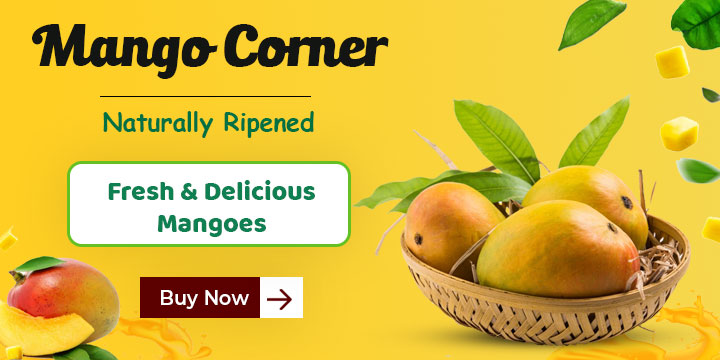 Mango Corner
Naturally Ripened
Fresh & Delicious
Mangoes
Buy Now